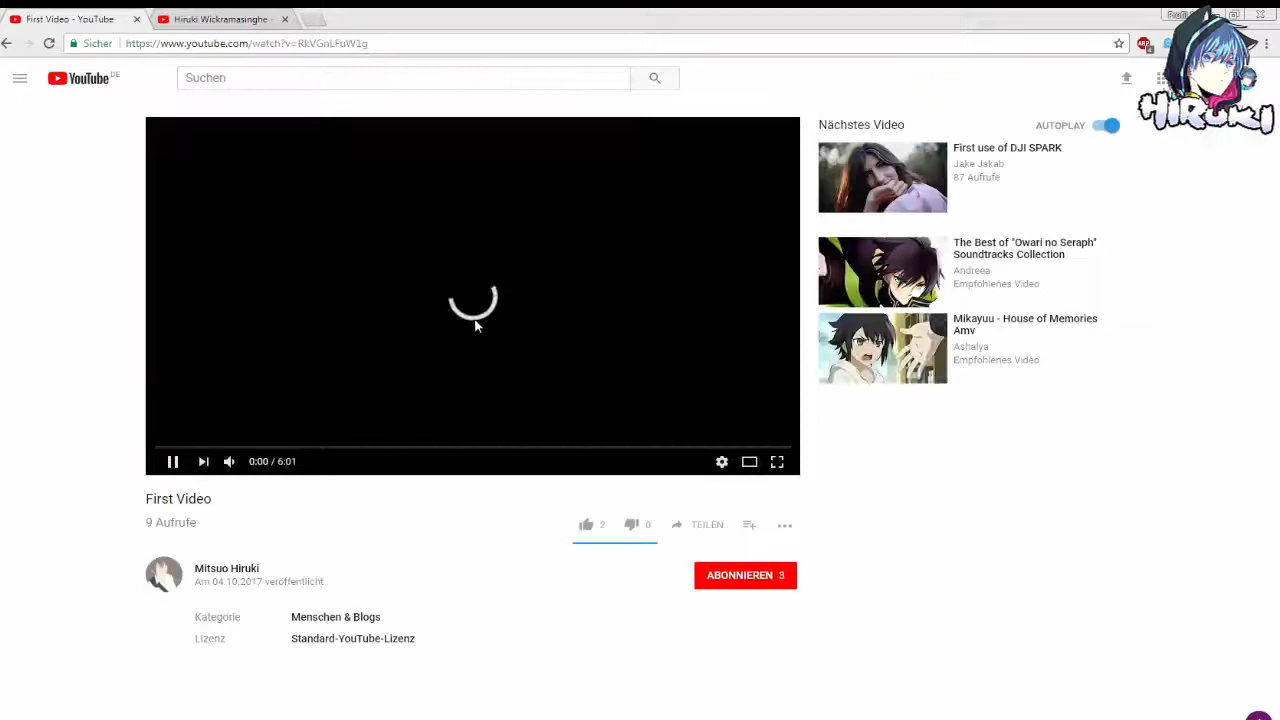 First Video - YouTube
Hiruki Wickramasinghe -
Sicher
https://www.youtube.com/watch?v=RkVGnLFuW1g
YouTube DE
Suchen
HiRUKi
Nächstes Video
AUTOPLAY
First use of DJI SPARK
Jake Jakab
87 Aufrufe
The Best of "Owari no Seraph"
Soundtracks Collection
Andreea
Empfohlenes Video
Mikayuu - House of Memories
Amv
Ashalya
Empfohlenes Video
0:00 / 6:01
First Video
9 Aufrufe
2
0
TEILEN
Mitsuo Hiruki
Am 04.10.2017 veröffentlicht
ABONNIEREN 3
Kategorie Menschen & Blogs
Lizenz Standard-YouTube-Lizenz